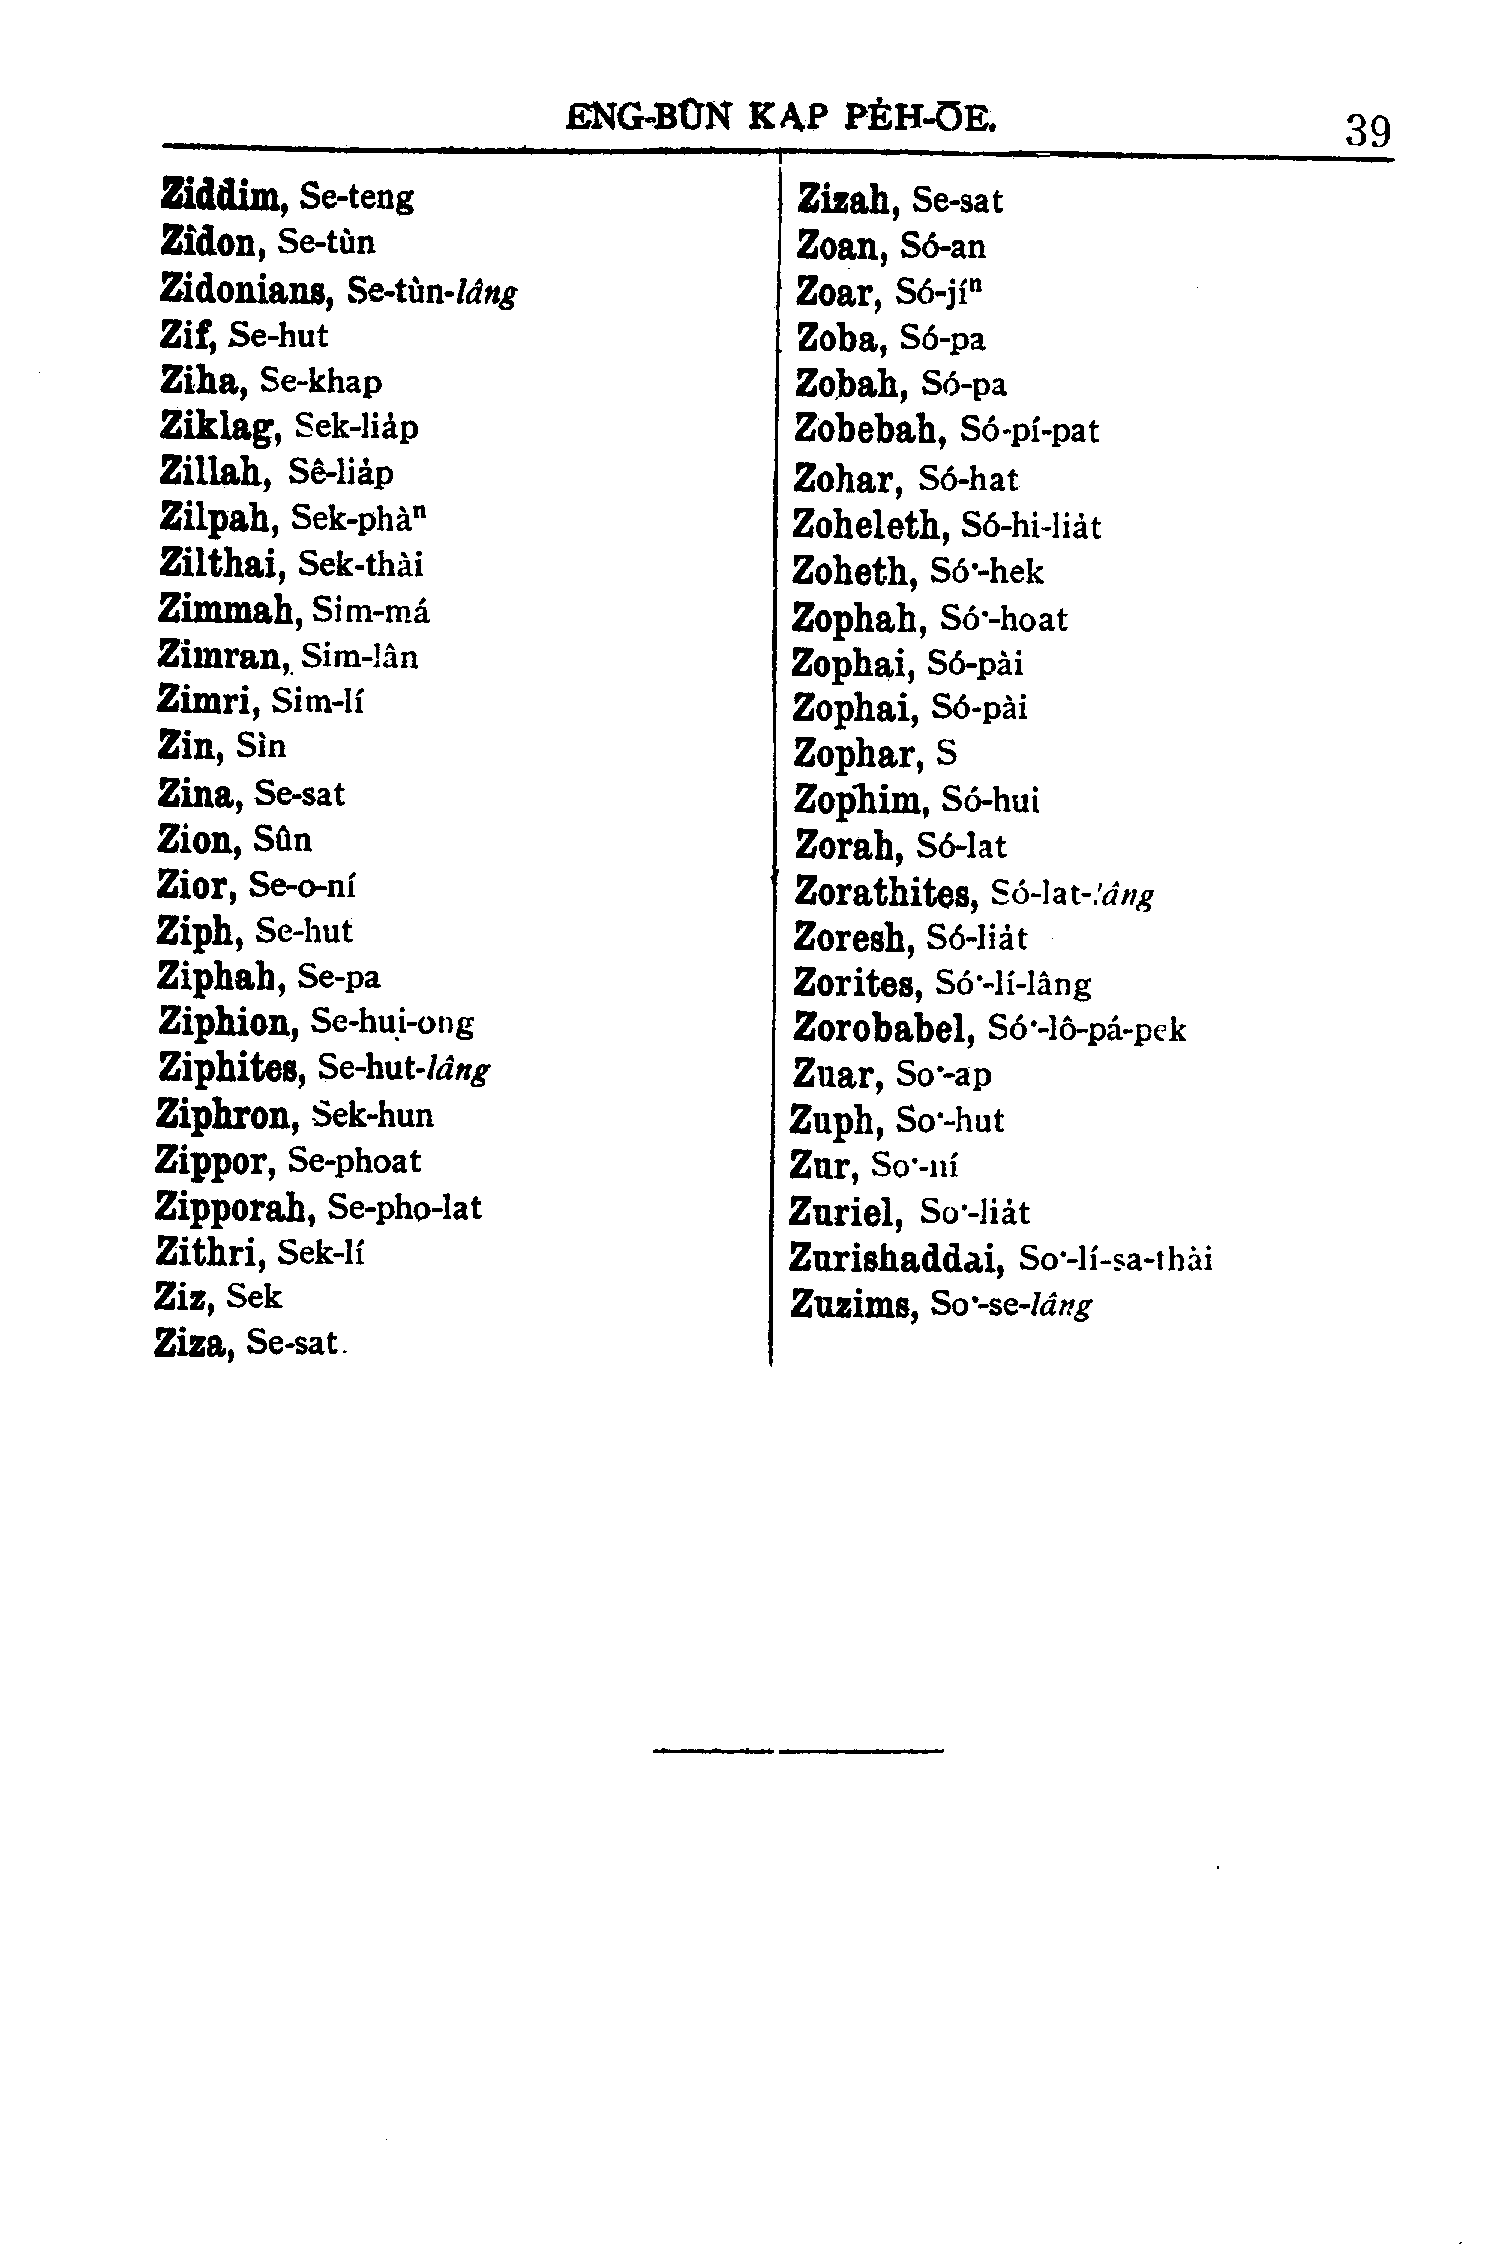 ENG-BÛN KAP PE̍H-ŌE.
39
Ziddim, Se-teng
Zidon, Se-tùn
Zidonians, Se-tùn-lâng
Zif, Se-hut
Ziha, Se-khap
Ziklag, Sek-lia̍p
Zillah, Sê-lia̍p
Zilpah, Sek-phàⁿ
Zilthai, Sek-thài
Zimmah, Sim-má
Zimran, Sim-lân
Zimri, Sim-lí
Zin, Sìn
Zina, Se-sat
Zion, Sûn
Zior, Se-o-ní
Ziph, Se-hut
Ziphah, Se-pa
Ziphion, Se-hui-ong
Ziphites, Se-hut-lâng
Ziphron, Sek-hun
Zippor, Se-phoat
Zipporah, Se-pho-lat
Zithri, Sek-lí
Ziz, Sek
Ziza, Se-sat.
Zizah, Se-sat
Zoan, Só-an
Zoar, Só-jíⁿ
Zoba, Só-pa
Zobah, Só-pa
Zobebah, Só-pí-pat
Zohar, Só-hat
Zoheleth, Só-hi-lia̍t
Zoheth, Só͘-hek
Zophah, Só͘-hoat
Zophai, Só-pài
Zophai, Só-pài
Zophar, S
Zophim, Só-hui
Zorah, Só-lat
Zorathites, Só-lat-lâng
Zoresh, Só-lia̍t
Zorites, Só͘-lí-lâng
Zorobabel, Só͘-lô-pá-pek
Zuar, So͘-ap
Zuph, So͘-hut
Zur, So͘-ní
Zuriel, So͘-lia̍t
Zurishaddai, So͘-lí-sa-thài
Zuzims, So͘-se-lâng